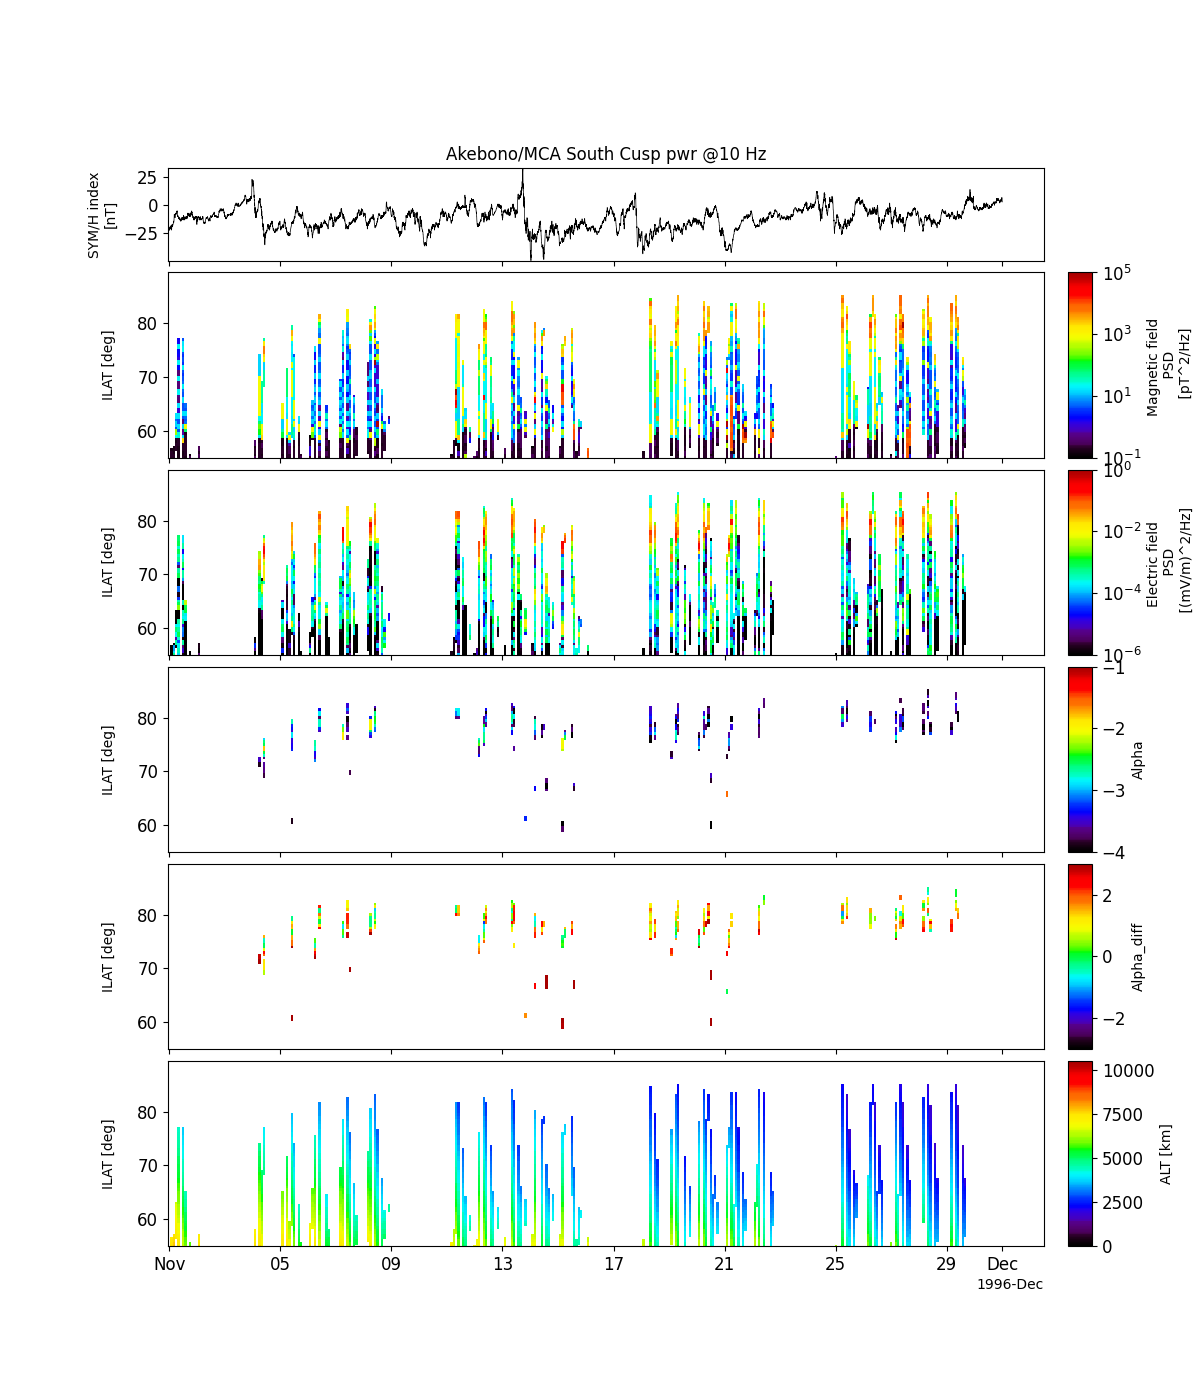 Akebono/MCA South Cusp pwr @10 Hz
SYM/H index
[nT]
25
0
−25
ILAT [deg]
80
70
60
10^5
10^3
10^1
10^−1
Magnetic field
PSD
[pT^2/Hz]
ILAT [deg]
80
70
60
10^0
10^−2
10^−4
10^−6
Electric field
PSD
[(mV/m)^2/Hz]
ILAT [deg]
80
70
60
−1
−2
−3
−4
Alpha
ILAT [deg]
80
70
60
2
0
−2
Alpha_diff
ILAT [deg]
80
70
60
10000
7500
5000
2500
0
ALT [km]
Nov 05 09 13 17 21 25 29 Dec
1996-Dec